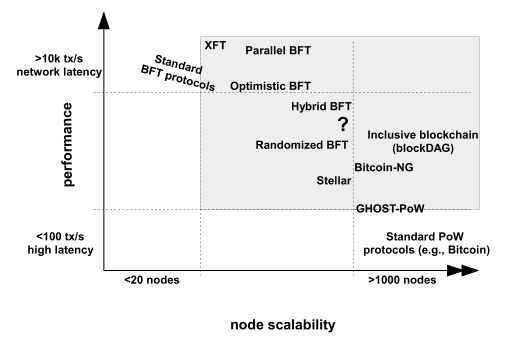 >10k tx/s
network latency
XFT
Parallel BFT
Standard
BFT protocols
Optimistic BFT
Hybrid BFT
?
Randomized BFT
Inclusive blockchain
(blockDAG)
Bitcoin-NG
Stellar
GHOST-PoW
performance
<100 tx/s
high latency
Standard PoW
protocols (e.g., Bitcoin)
<20 nodes
>1000 nodes
node scalability